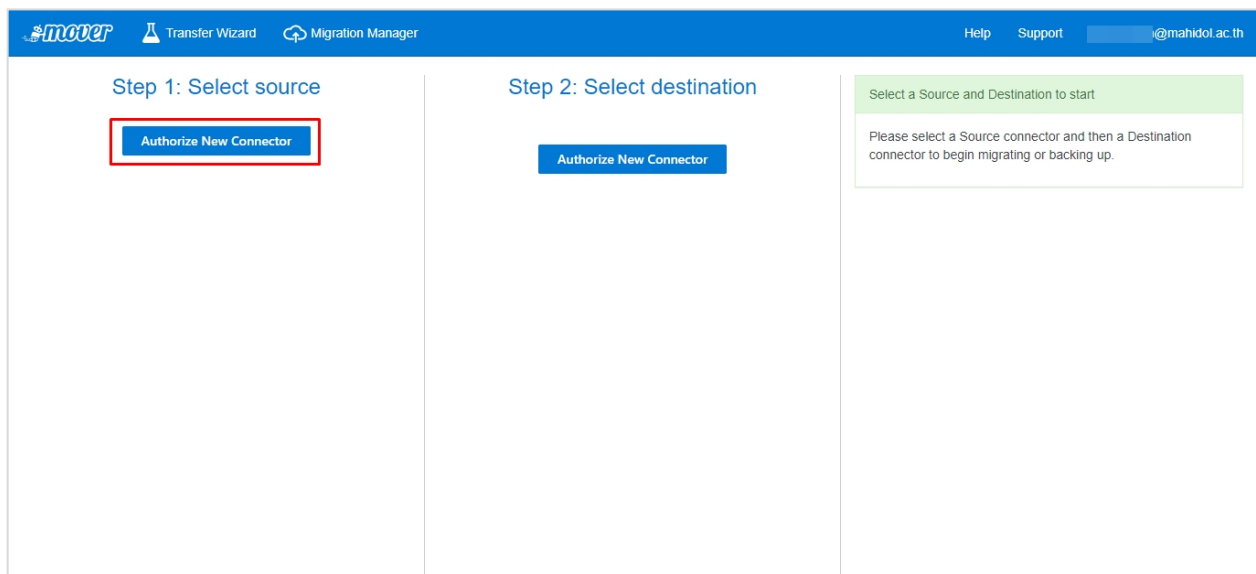 mover Transfer Wizard Migration Manager Help Support @mahidol.ac.th
Step 1: Select source
Authorize New Connector
Step 2: Select destination
Authorize New Connector
Select a Source and Destination to start
Please select a Source connector and then a Destination
connector to begin migrating or backing up.